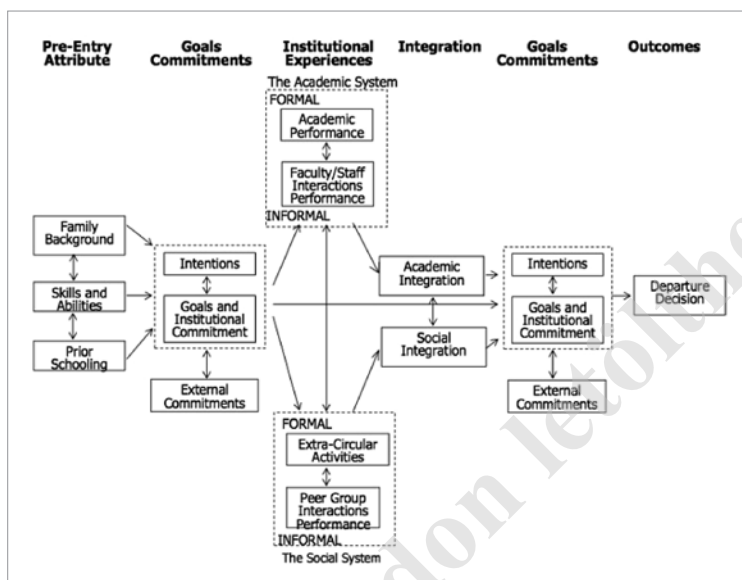 Pre-Entry
Attribute
Goals
Commitments
Institutional
Experiences
Integration
Goals
Commitments
Outcomes
The Academic System
FORMAL
Academic
Performance
Faculty/Staff
Interactions
Performance
INFORMAL
Family
Background
Skills and
Abilities
Prior
Schooling
Intentions
Goals and
Institutional
Commitment
External
Commitments
Academic
Integration
Social
Integration
Intentions
Goals and
Institutional
Commitment
External
Commitments
Departure
Decision
FORMAL
Extra-Circular
Activities
Peer Group
Interactions
Performance
INFORMAL
The Social System
don letölthe